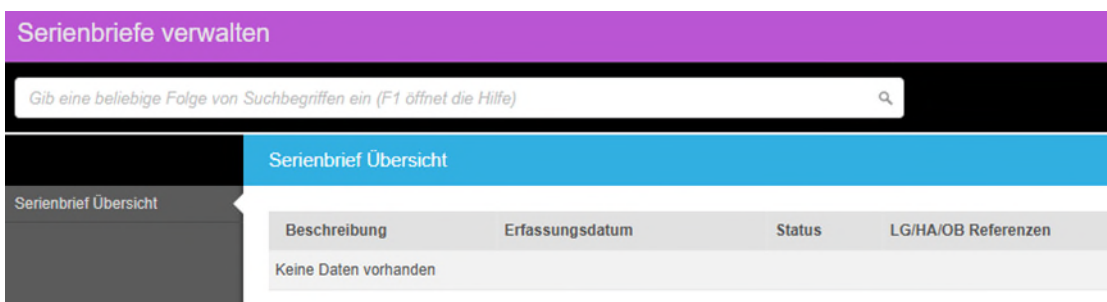 Serienbriefe verwalten
Gib eine beliebige Folge von Suchbegriffen ein (F1 öffnet die Hilfe)
Serienbrief Übersicht
Serienbrief Übersicht
Beschreibung Erfassungsdatum Status LG/HA/OB Referenzen
Keine Daten vorhanden